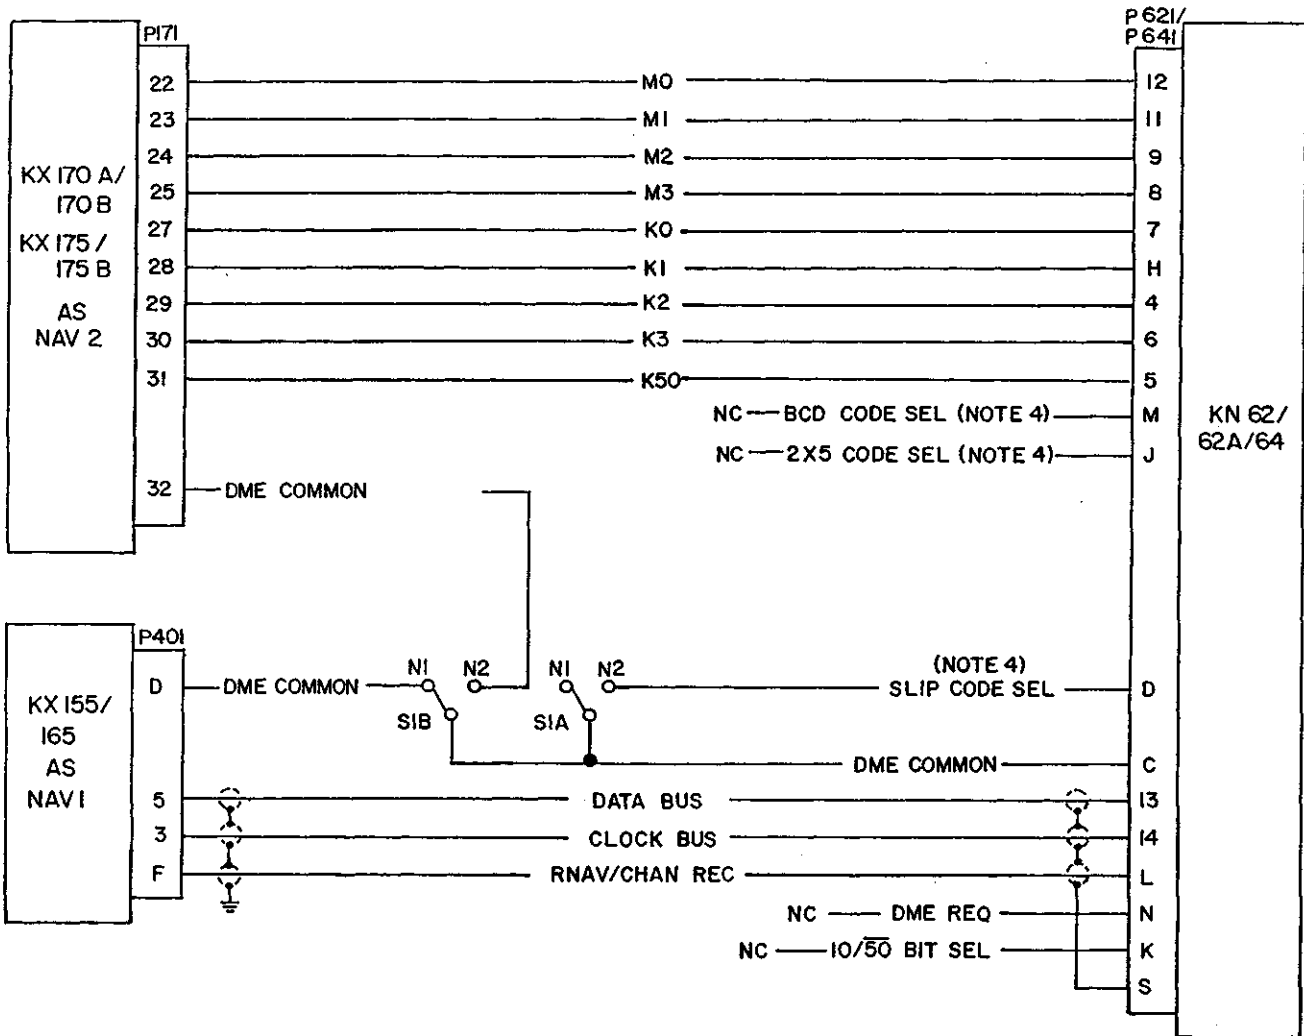 P171
P621/
P641
KX 170 A/
170 B
KX 175 /
175 B
AS
NAV 2
22 M0 12
23 M1 11
24 M2 9
25 M3 8
27 K0 7
28 K1 H
29 K2 4
30 K3 6
31 K50 5
NC BCD CODE SEL (NOTE 4) M
NC 2X5 CODE SEL (NOTE 4) J
32 DME COMMON
KN 62/
62A/64
P401
KX 155/
165
AS
NAV 1
N1 N2 N1 N2 (NOTE 4)
D DME COMMON SLIP CODE SEL D
S1B S1A
DME COMMON C
5 DATA BUS 13
3 CLOCK BUS 14
F RNAV/CHAN REC L
NC DME REQ N
NC 10/5̅0̅ BIT SEL K
S